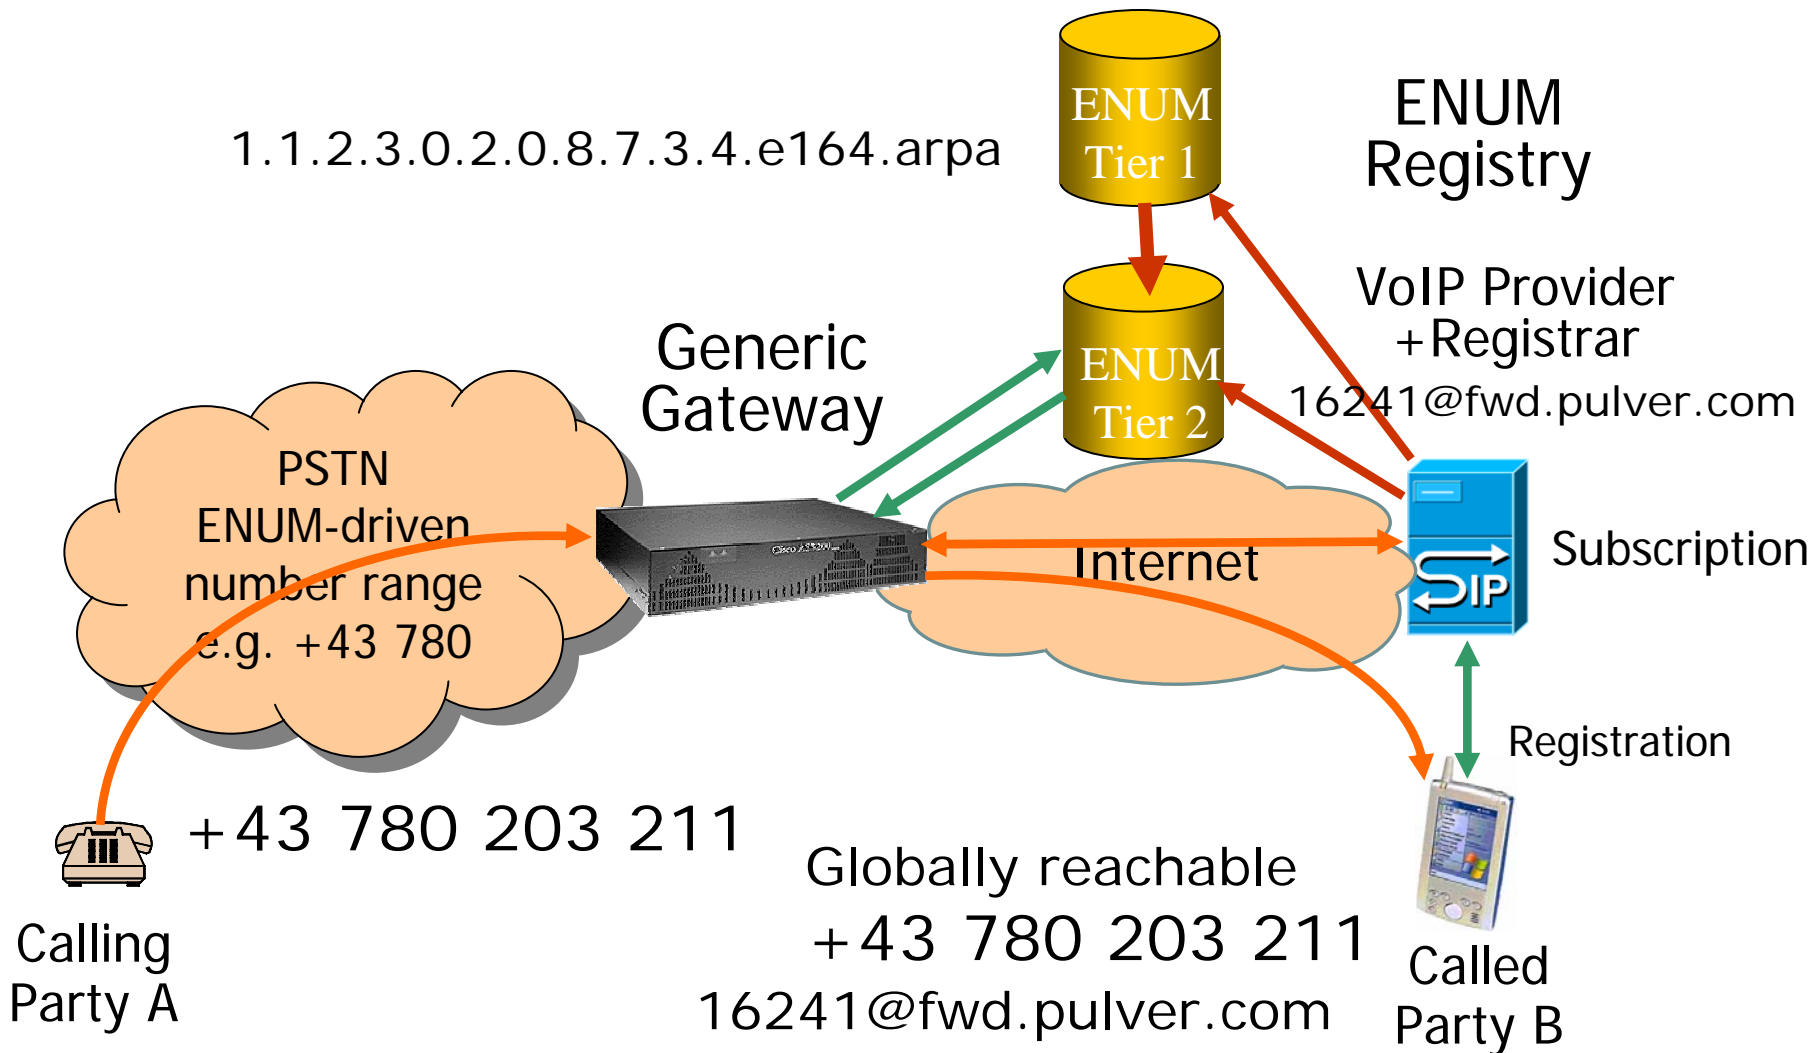 1.1.2.3.0.2.0.8.7.3.4.e164.arpa
ENUM
Tier 1
ENUM
Registry
VoIP Provider
+Registrar
16241@fwd.pulver.com
ENUM
Tier 2
Generic
Gateway
PSTN
ENUM-driven
number range
e.g. +43 780
Internet
SIP
Subscription
Registration
+43 780 203 211
Globally reachable
+43 780 203 211
16241@fwd.pulver.com
Calling
Party A
Called
Party B